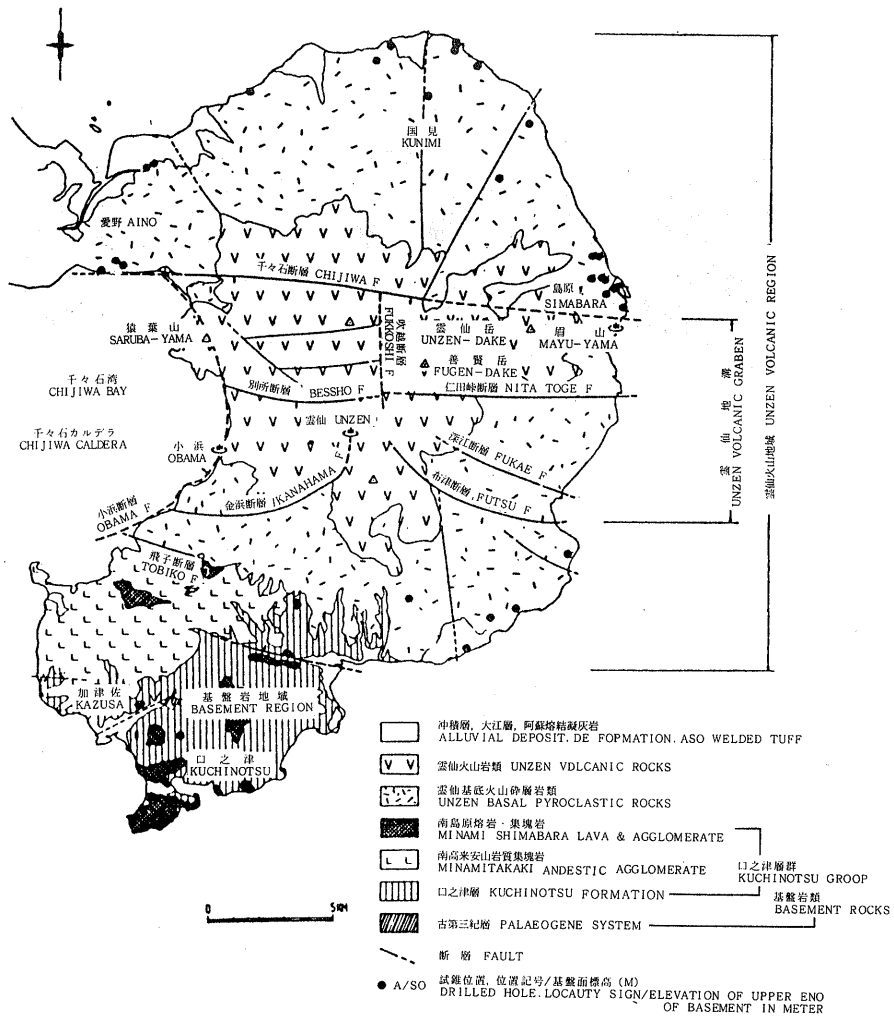 国見
KUNIMI
愛野 AINO
千々石断層 CHIJIWA F
島原
SIMABARA
猿葉山
SARUBA-YAMA
吹越断層
FUKKOSHI F
雲仙岳
UNZEN-DAKE
眉山
MAYU-YAMA
普賢岳
FUGEN-DAKE
千々石湾
CHIJIWA BAY
別所断層 BESSHO F
仁田峠断層 NITA TOGE F
千々石カルデラ
CHIJIWA CALDERA
雲仙 UNZEN
小浜
OBAMA
深江断層 FUKAE F
布津断層 FUTSU F
金浜断層 /KANAHAMA F
小浜断層
OBAMA F
飛子断層
TOBIKO F
雲仙地溝
UNZEN VOLCANIC GRABEN
雲仙火山地域 UNZEN VOLCANIC REGION
加津佐
KAZUSA
基盤岩地域
BASEMENT REGION
口之津
KUCHINOTSU
冲積層, 大江層, 阿蘇熔結凝灰岩
ALLUVIAL DEPOSIT. DE FOPMATION. ASO WELDED TUFF
V V 雲仙火山岩類 UNZEN VDLCANIC ROCKS
雲仙基底火山砕屑岩類
UNZEN BASAL PYROCLASTIC ROCKS
南島原熔岩・集塊岩
MINAMI SHIMABARA LAVA & AGGLOMERATE
南高来安山岩質集塊岩
L L MINAMITAKAKI ANDESTIC AGGLOMERATE
口之津層群
KUCHINOTSU GROOP
口之津層 KUCHINOTSU FORMATION
基盤岩類
BASEMENT ROCKS
古第三紀層 PALAEOGENE SYSTEM
0 5KM
断層 FAULT
A/SO 試錐位置, 位置記号/基盤面標高 (M)
DRILLED HOLE. LOCAUTY SIGN/ELEVATION OF UPPER ENO
OF BASEMENT IN METER